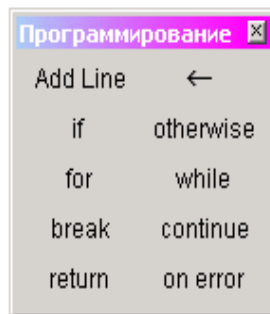 Программирование
Add Line ←
if otherwise
for while
break continue
return on error